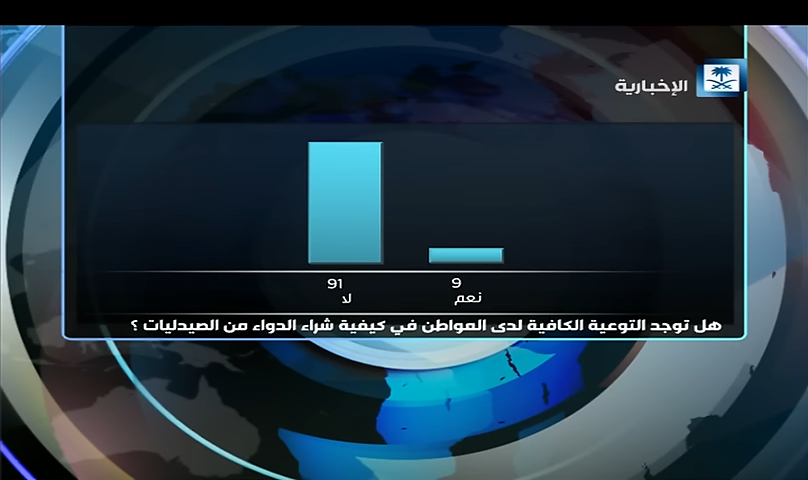 الإخبارية
9 91
نعم لا
هل توجد التوعية الكافية لدى المواطن في كيفية شراء الدواء من الصيدليات ؟